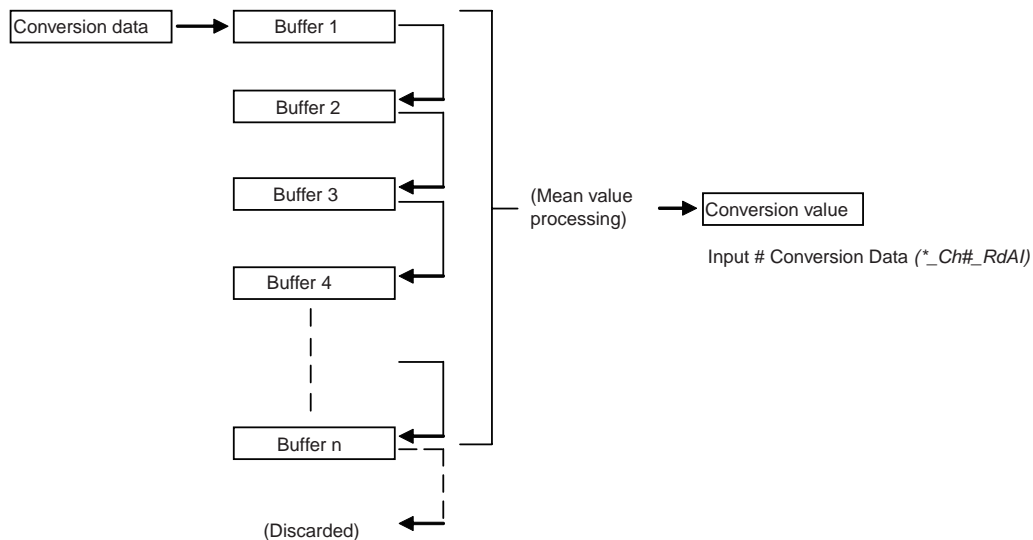 Conversion data
Buffer 1
Buffer 2
Buffer 3
Buffer 4
Buffer n
(Discarded)
(Mean value
processing)
Conversion value
Input # Conversion Data (*_Ch#_RdAI)